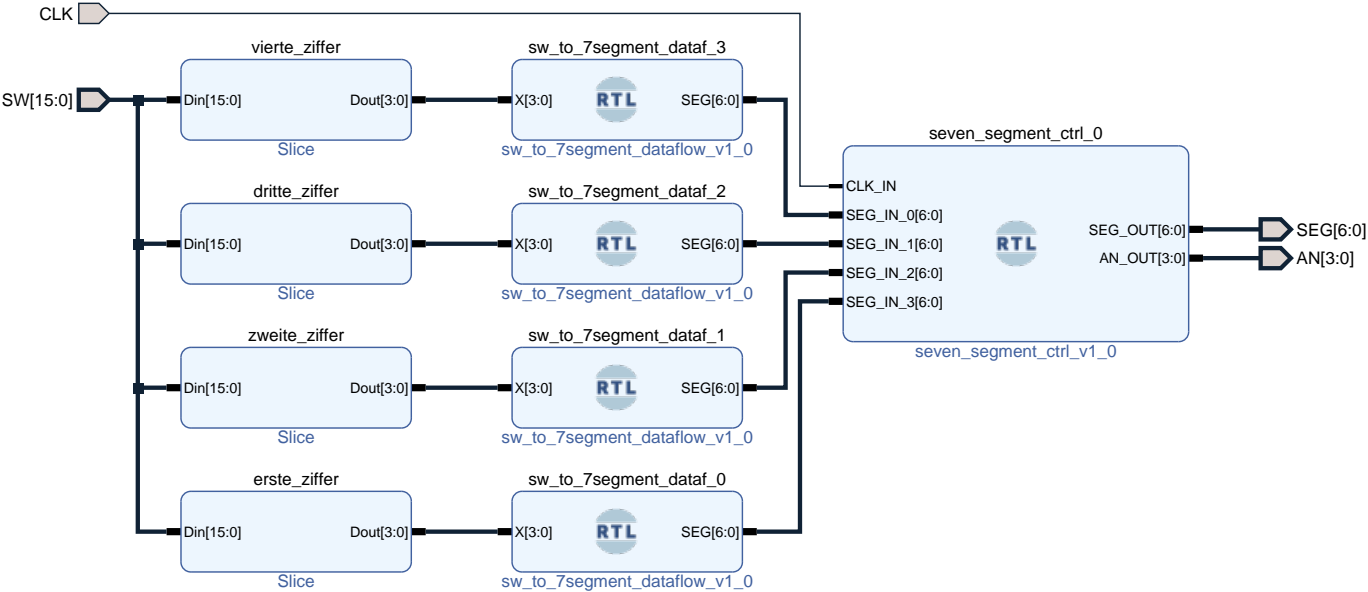 CLK
SW[15:0]
vierte_ziffer
Din[15:0]
Dout[3:0]
Slice
sw_to_7segment_dataf_3
X[3:0]
RTL
SEG[6:0]
sw_to_7segment_dataflow_v1_0
dritte_ziffer
Din[15:0]
Dout[3:0]
Slice
sw_to_7segment_dataf_2
X[3:0]
RTL
SEG[6:0]
sw_to_7segment_dataflow_v1_0
zweite_ziffer
Din[15:0]
Dout[3:0]
Slice
sw_to_7segment_dataf_1
X[3:0]
RTL
SEG[6:0]
sw_to_7segment_dataflow_v1_0
erste_ziffer
Din[15:0]
Dout[3:0]
Slice
sw_to_7segment_dataf_0
X[3:0]
RTL
SEG[6:0]
sw_to_7segment_dataflow_v1_0
seven_segment_ctrl_0
CLK_IN
SEG_IN_0[6:0]
SEG_IN_1[6:0]
SEG_IN_2[6:0]
SEG_IN_3[6:0]
RTL
SEG_OUT[6:0]
AN_OUT[3:0]
seven_segment_ctrl_v1_0
SEG[6:0]
AN[3:0]